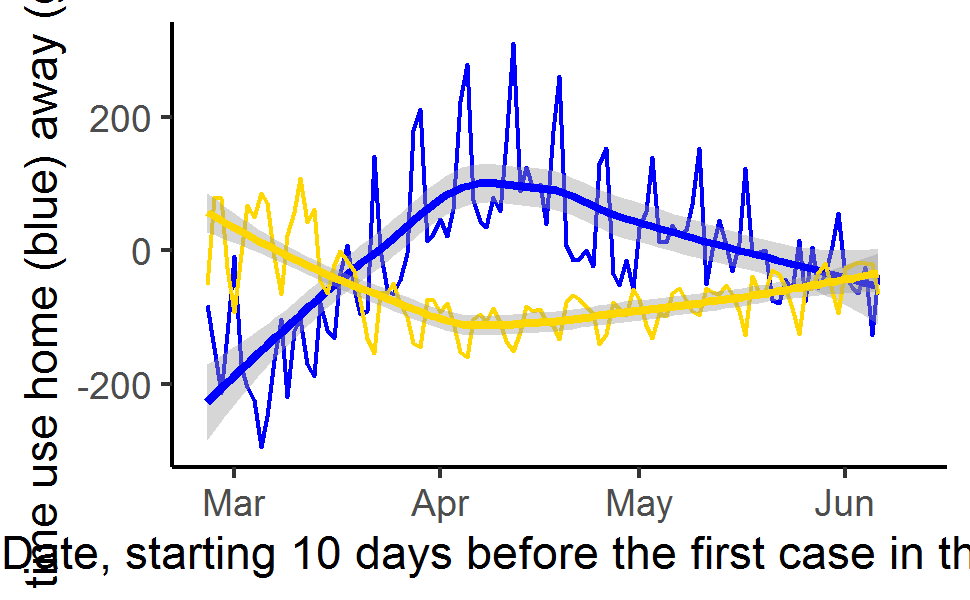 time use home (blue) away (
200
0
-200
Mar Apr May Jun
Date, starting 10 days before the first case in th